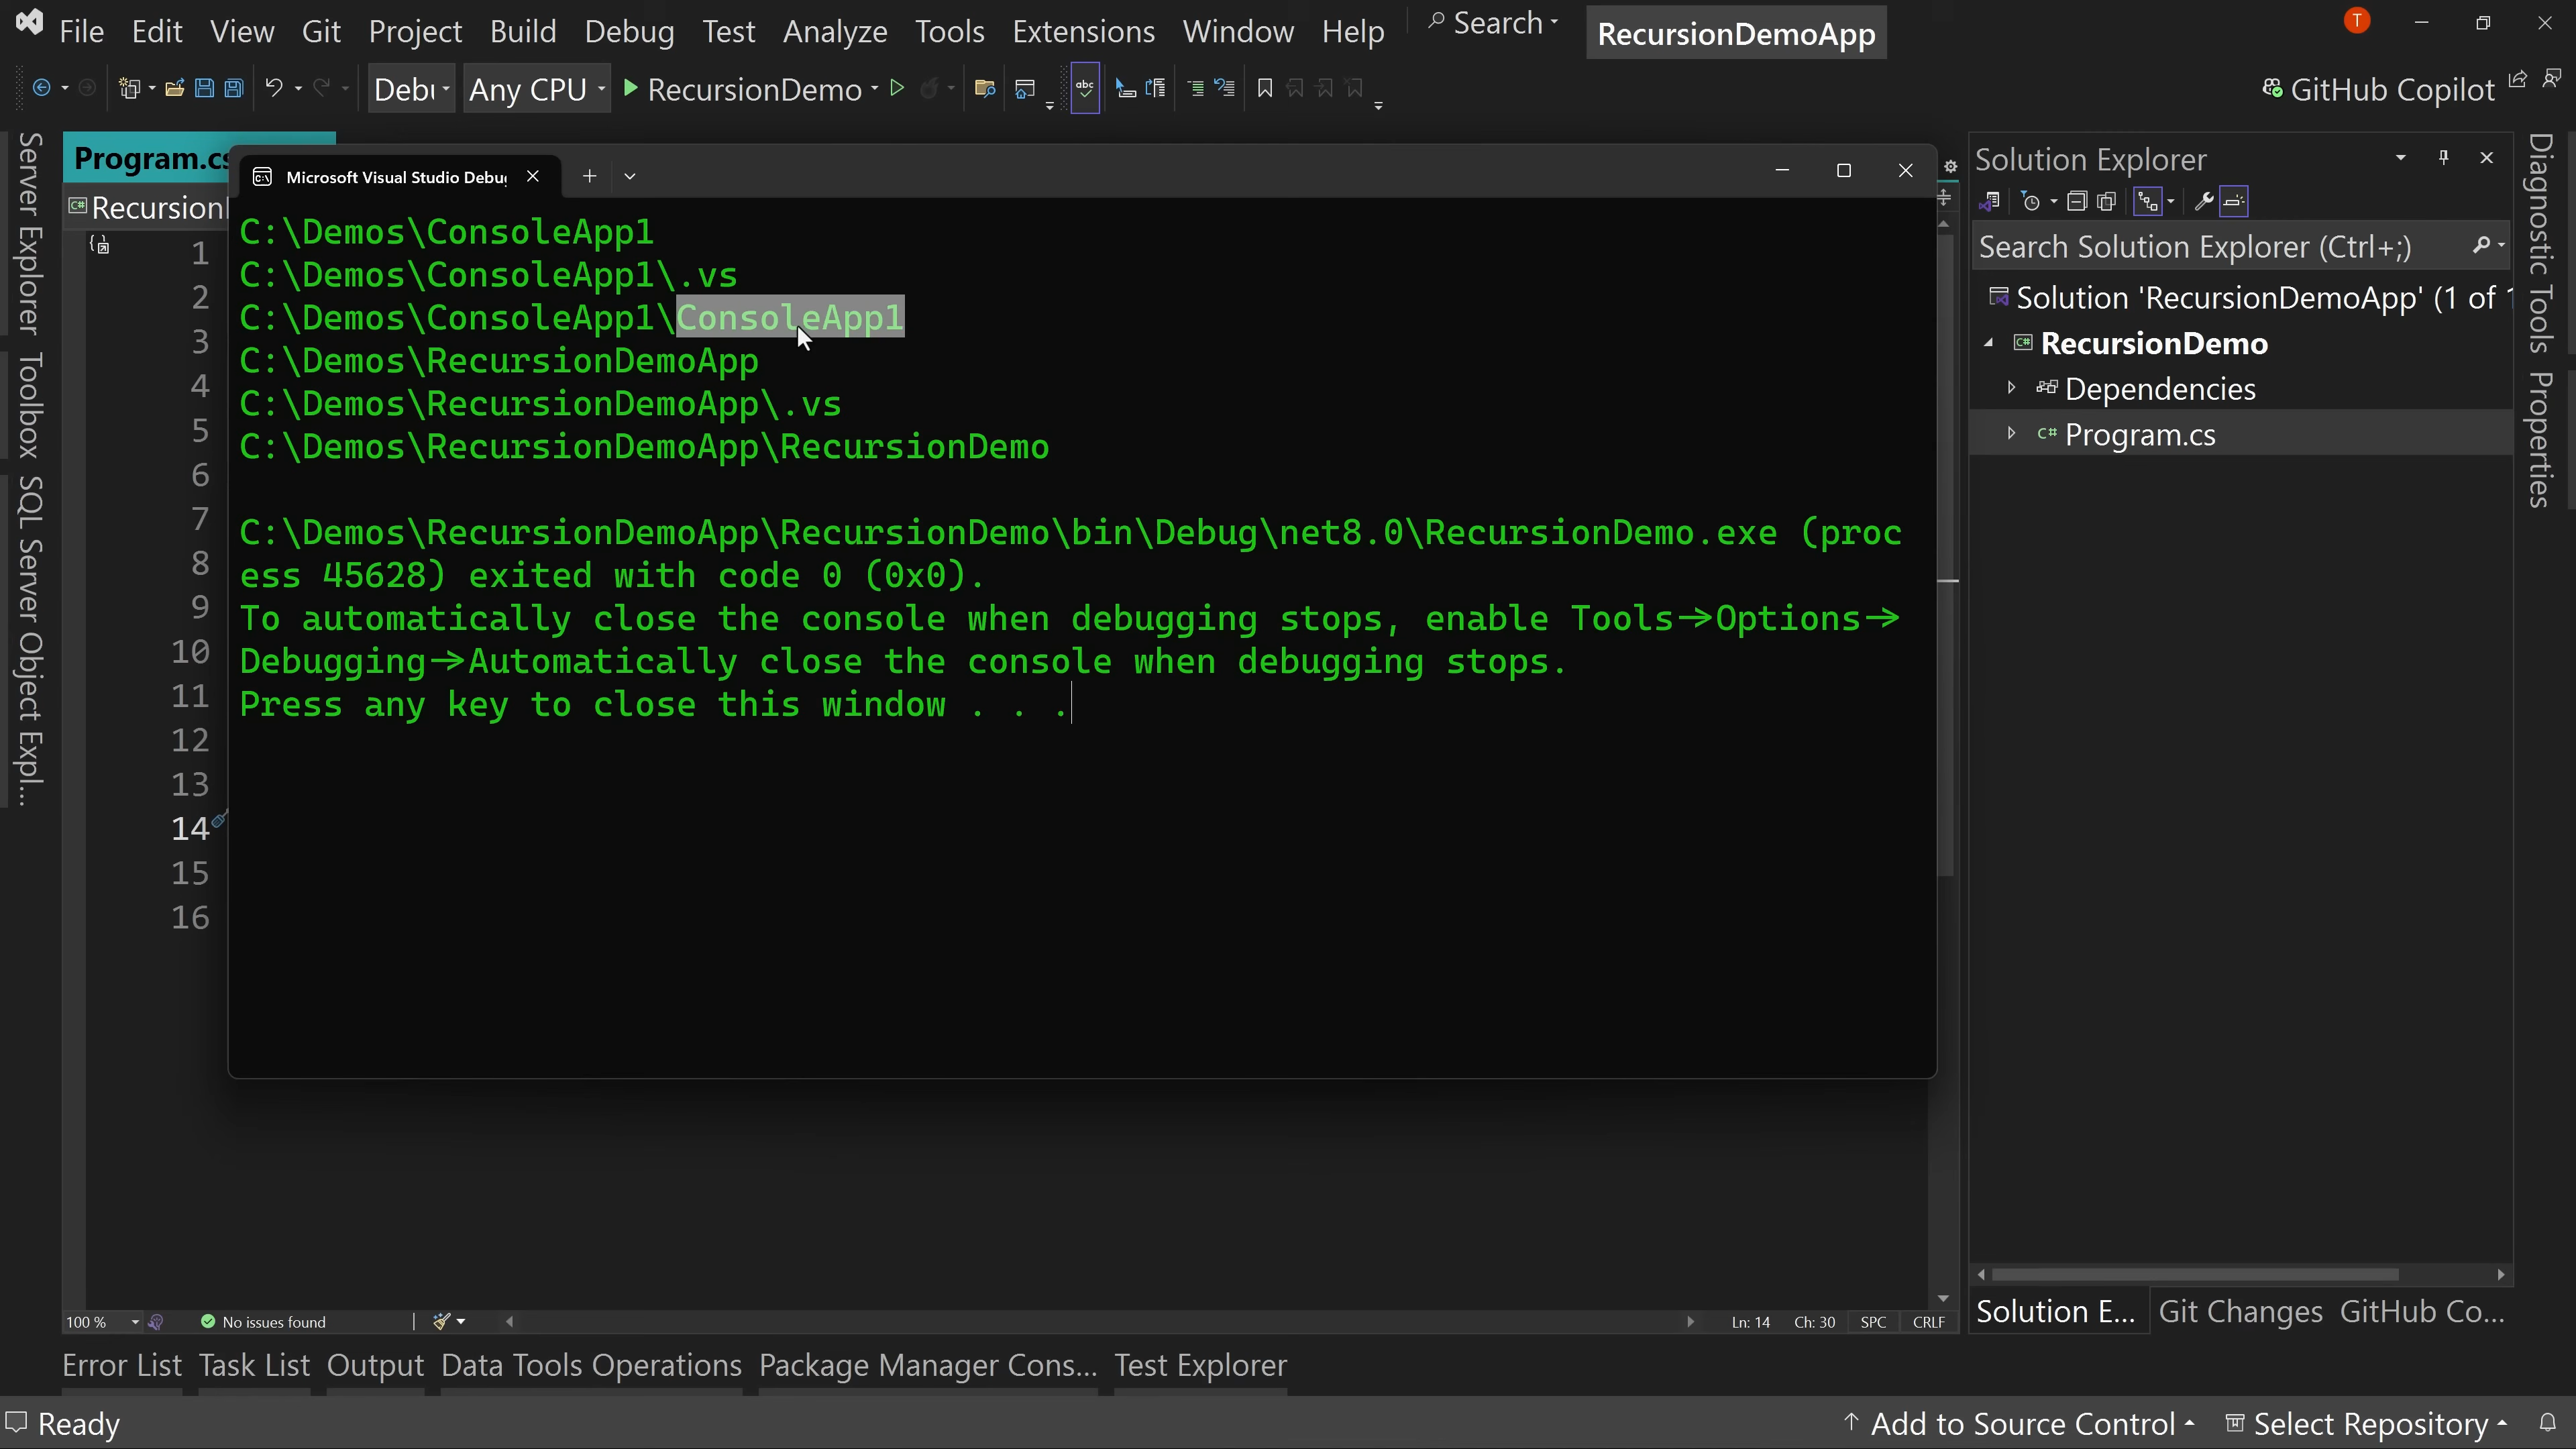 File Edit View Git Project Build Debug Test Analyze Tools Extensions Window Help Search RecursionDemoApp T
Debu Any CPU RecursionDemo abc GitHub Copilot
Server Explorer
Toolbox
SQL Server Object Expl...
Program.cs
Recursion
Microsoft Visual Studio Debu
C:\Demos\ConsoleApp1
C:\Demos\ConsoleApp1\.vs
C:\Demos\ConsoleApp1\ConsoleApp1
C:\Demos\RecursionDemoApp
C:\Demos\RecursionDemoApp\.vs
C:\Demos\RecursionDemoApp\RecursionDemo
C:\Demos\RecursionDemoApp\RecursionDemo\bin\Debug\net8.0\RecursionDemo.exe (proc
ess 45628) exited with code 0 (0x0).
To automatically close the console when debugging stops, enable Tools->Options->
Debugging->Automatically close the console when debugging stops.
Press any key to close this window . . .
1
2
3
4
5
6
7
8
9
10
11
12
13
14
15
16
Solution Explorer
Search Solution Explorer (Ctrl+;)
Solution 'RecursionDemoApp' (1 of
C# RecursionDemo
Dependencies
C# Program.cs
Diagnostic Tools
Properties
100 % No issues found Ln: 14 Ch: 30 SPC CRLF
Solution E... Git Changes GitHub Co...
Error List Task List Output Data Tools Operations Package Manager Cons... Test Explorer
Ready Add to Source Control Select Repository